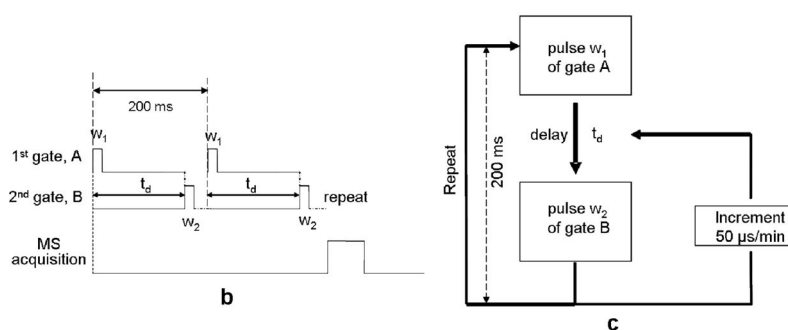 200 ms
w1
w1
1st gate, A
td
td
2nd gate, B
repeat
w2
w2
MS
acquisition
b
pulse w1
of gate A
Repeat
200 ms
delay td
pulse w2
of gate B
Increment
50 µs/min
c